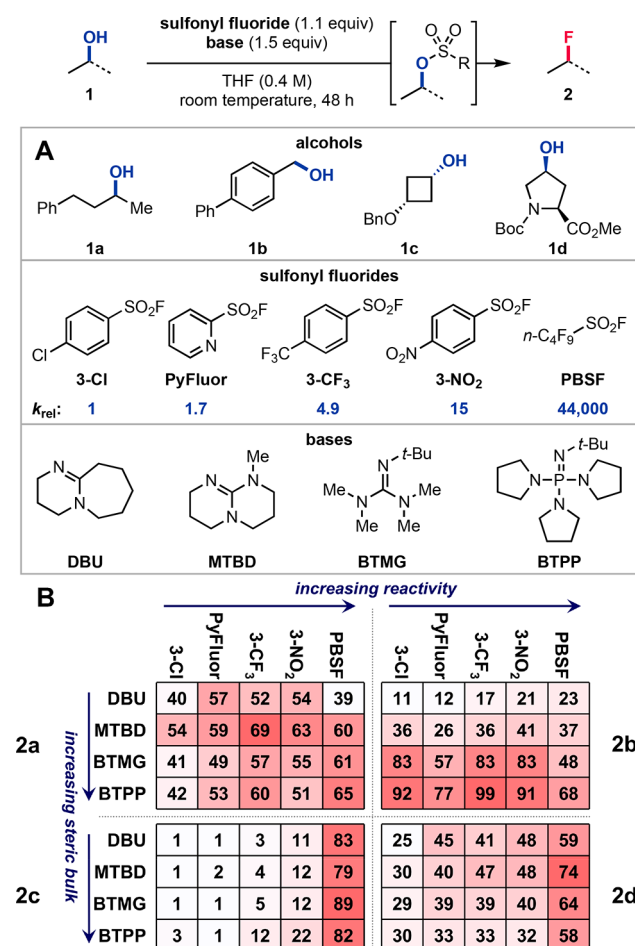 OH
1
sulfonyl fluoride (1.1 equiv)
base (1.5 equiv)
THF (0.4 M)
room temperature, 48 h
O O
S
O R
F
2
A
alcohols
OH
Ph Me
1a
OH
Ph
1b
OH
BnO
1c
OH
N
Boc CO2Me
1d
sulfonyl fluorides
SO2F
Cl
3-Cl
SO2F
N
PyFluor
SO2F
F3C
3-CF3
SO2F
NO2
3-NO2
n-C4F9 SO2F
PBSF
krel: 1 1.7 4.9 15 44,000
bases
N
N
DBU
Me
N N
N
MTBD
t-Bu
N
Me N N Me
Me Me
BTMG
t-Bu
N
N P N
N
BTPP
B
increasing reactivity
3-Cl PyFluor 3-CF3 3-NO2 PBSF 3-Cl PyFluor 3-CF3 3-NO2 PBSF
increasing steric bulk
2a
DBU 40 57 52 54 39 11 12 17 21 23
MTBD 54 59 69 63 60 36 26 36 41 37
BTMG 41 49 57 55 61 83 57 83 83 48
BTPP 42 53 60 51 65 92 77 99 91 68
2b
2c
DBU 1 1 3 11 83 25 45 41 48 59
MTBD 1 2 4 12 79 30 40 47 48 74
BTMG 1 1 5 12 89 29 39 39 40 64
BTPP 3 1 12 22 82 30 33 33 32 58
2d